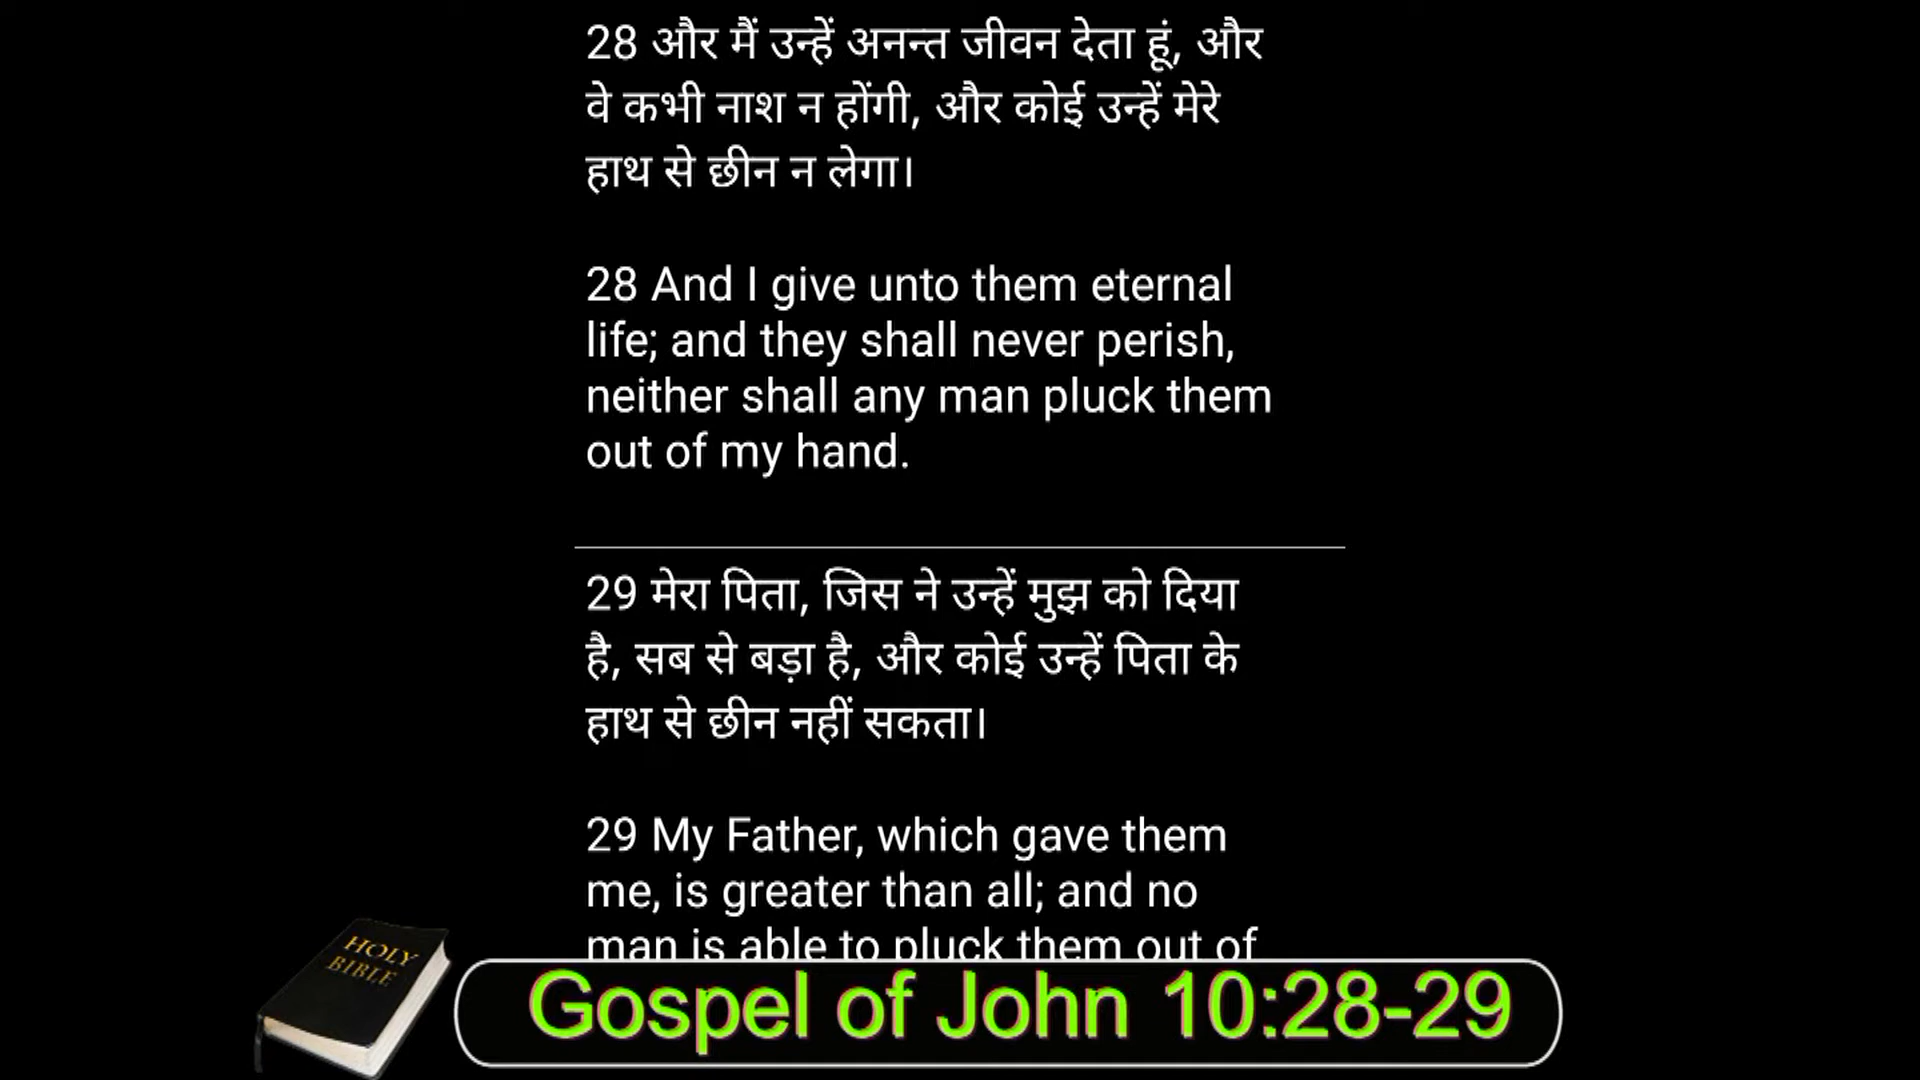 28 और मैं उन्हें अनन्त जीवन देता हूं, और
वे कभी नाश न होंगी, और कोई उन्हें मेरे
हाथ से छीन न लेगा।
28 And I give unto them eternal
life; and they shall never perish,
neither shall any man pluck them
out of my hand.
29 मेरा पिता, जिस ने उन्हें मुझ को दिया
है, सब से बड़ा है, और कोई उन्हें पिता के
हाथ से छीन नहीं सकता।
29 My Father, which gave them
me, is greater than all; and no
man is able to pluck them out of
HOLY
BIBLE
Gospel of John 10:28-29